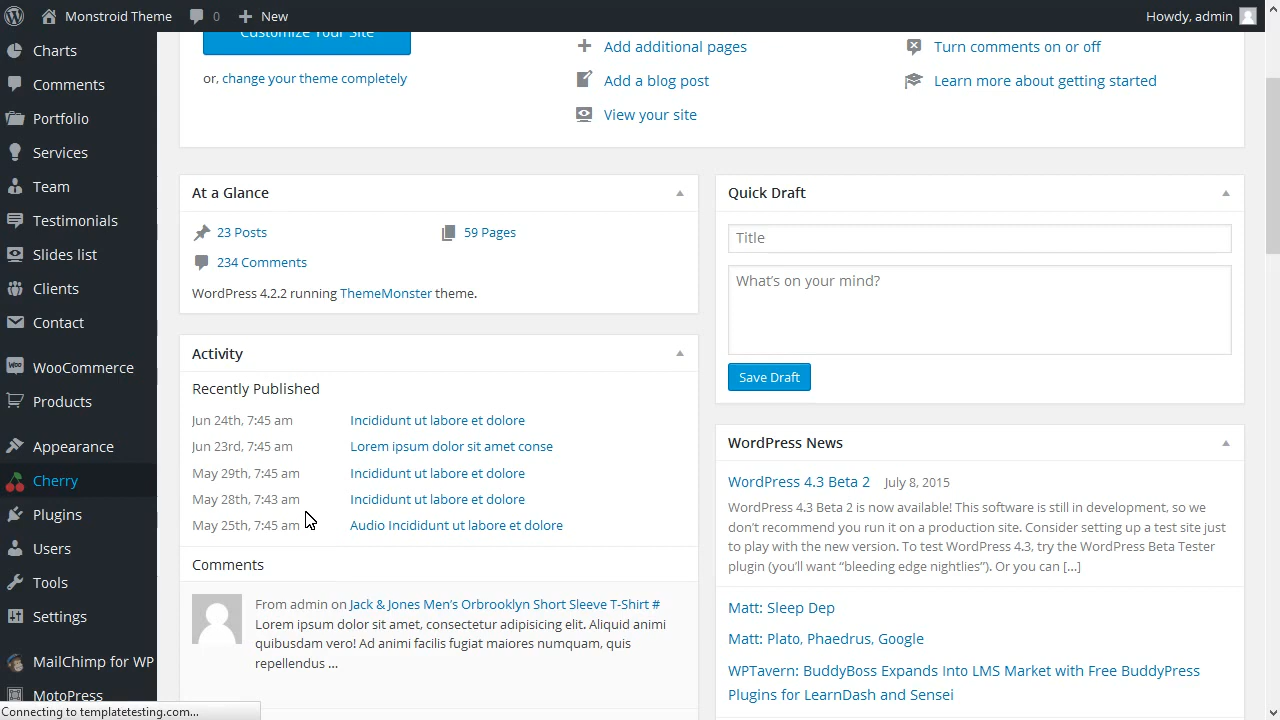 Monstroid Theme 0 New Howdy, admin
Charts
Comments
Portfolio
Services
Team
Testimonials
Slides list
Clients
Contact
WooCommerce
Products
Appearance
Cherry
Plugins
Users
Tools
Settings
MailChimp for WP
MotoPress
Customize Your Site
or, change your theme completely
Add additional pages
Add a blog post
View your site
Turn comments on or off
Learn more about getting started
At a Glance
23 Posts 59 Pages
234 Comments
WordPress 4.2.2 running ThemeMonster theme.
Activity
Recently Published
Jun 24th, 7:45 am Incididunt ut labore et dolore
Jun 23rd, 7:45 am Lorem ipsum dolor sit amet conse
May 29th, 7:45 am Incididunt ut labore et dolore
May 28th, 7:43 am Incididunt ut labore et dolore
May 25th, 7:45 am Audio Incididunt ut labore et dolore
Comments
From admin on Jack & Jones Men's Orbrooklyn Short Sleeve T-Shirt #
Lorem ipsum dolor sit amet, consectetur adipisicing elit. Aliquid animi
quibusdam vero! Ad animi facilis fugiat maiores numquam, quis
repellendus ...
Quick Draft
Title
What's on your mind?
Save Draft
WordPress News
WordPress 4.3 Beta 2 July 8, 2015
WordPress 4.3 Beta 2 is now available! This software is still in development, so we
don't recommend you run it on a production site. Consider setting up a test site just
to play with the new version. To test WordPress 4.3, try the WordPress Beta Tester
plugin (you'll want “bleeding edge nightlies”). Or you can […]
Matt: Sleep Dep
Matt: Plato, Phaedrus, Google
WPTavern: BuddyBoss Expands Into LMS Market with Free BuddyPress
Plugins for LearnDash and Sensei
Connecting to templatetesting.com...